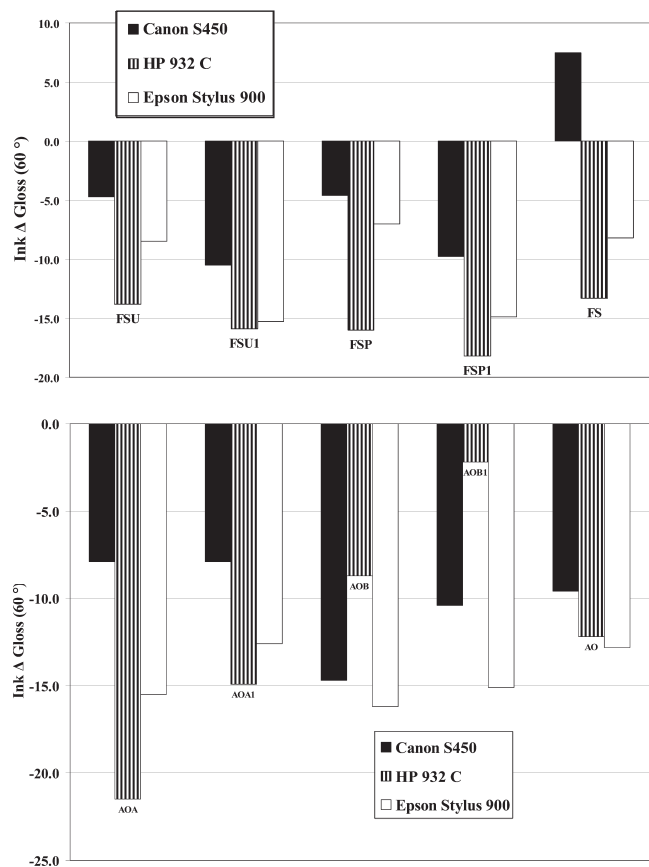 10.0
Canon S450
HP 932 C
Epson Stylus 900
5.0
0.0
-5.0
-10.0
-15.0
-20.0
Ink Δ Gloss (60 °)
FSU
FSU1
FSP
FSP1
FS
0.0
-5.0
-10.0
-15.0
-20.0
-25.0
Ink Δ Gloss (60 °)
AOA
AOA1
AOB
AOB1
AO
Canon S450
HP 932 C
Epson Stylus 900